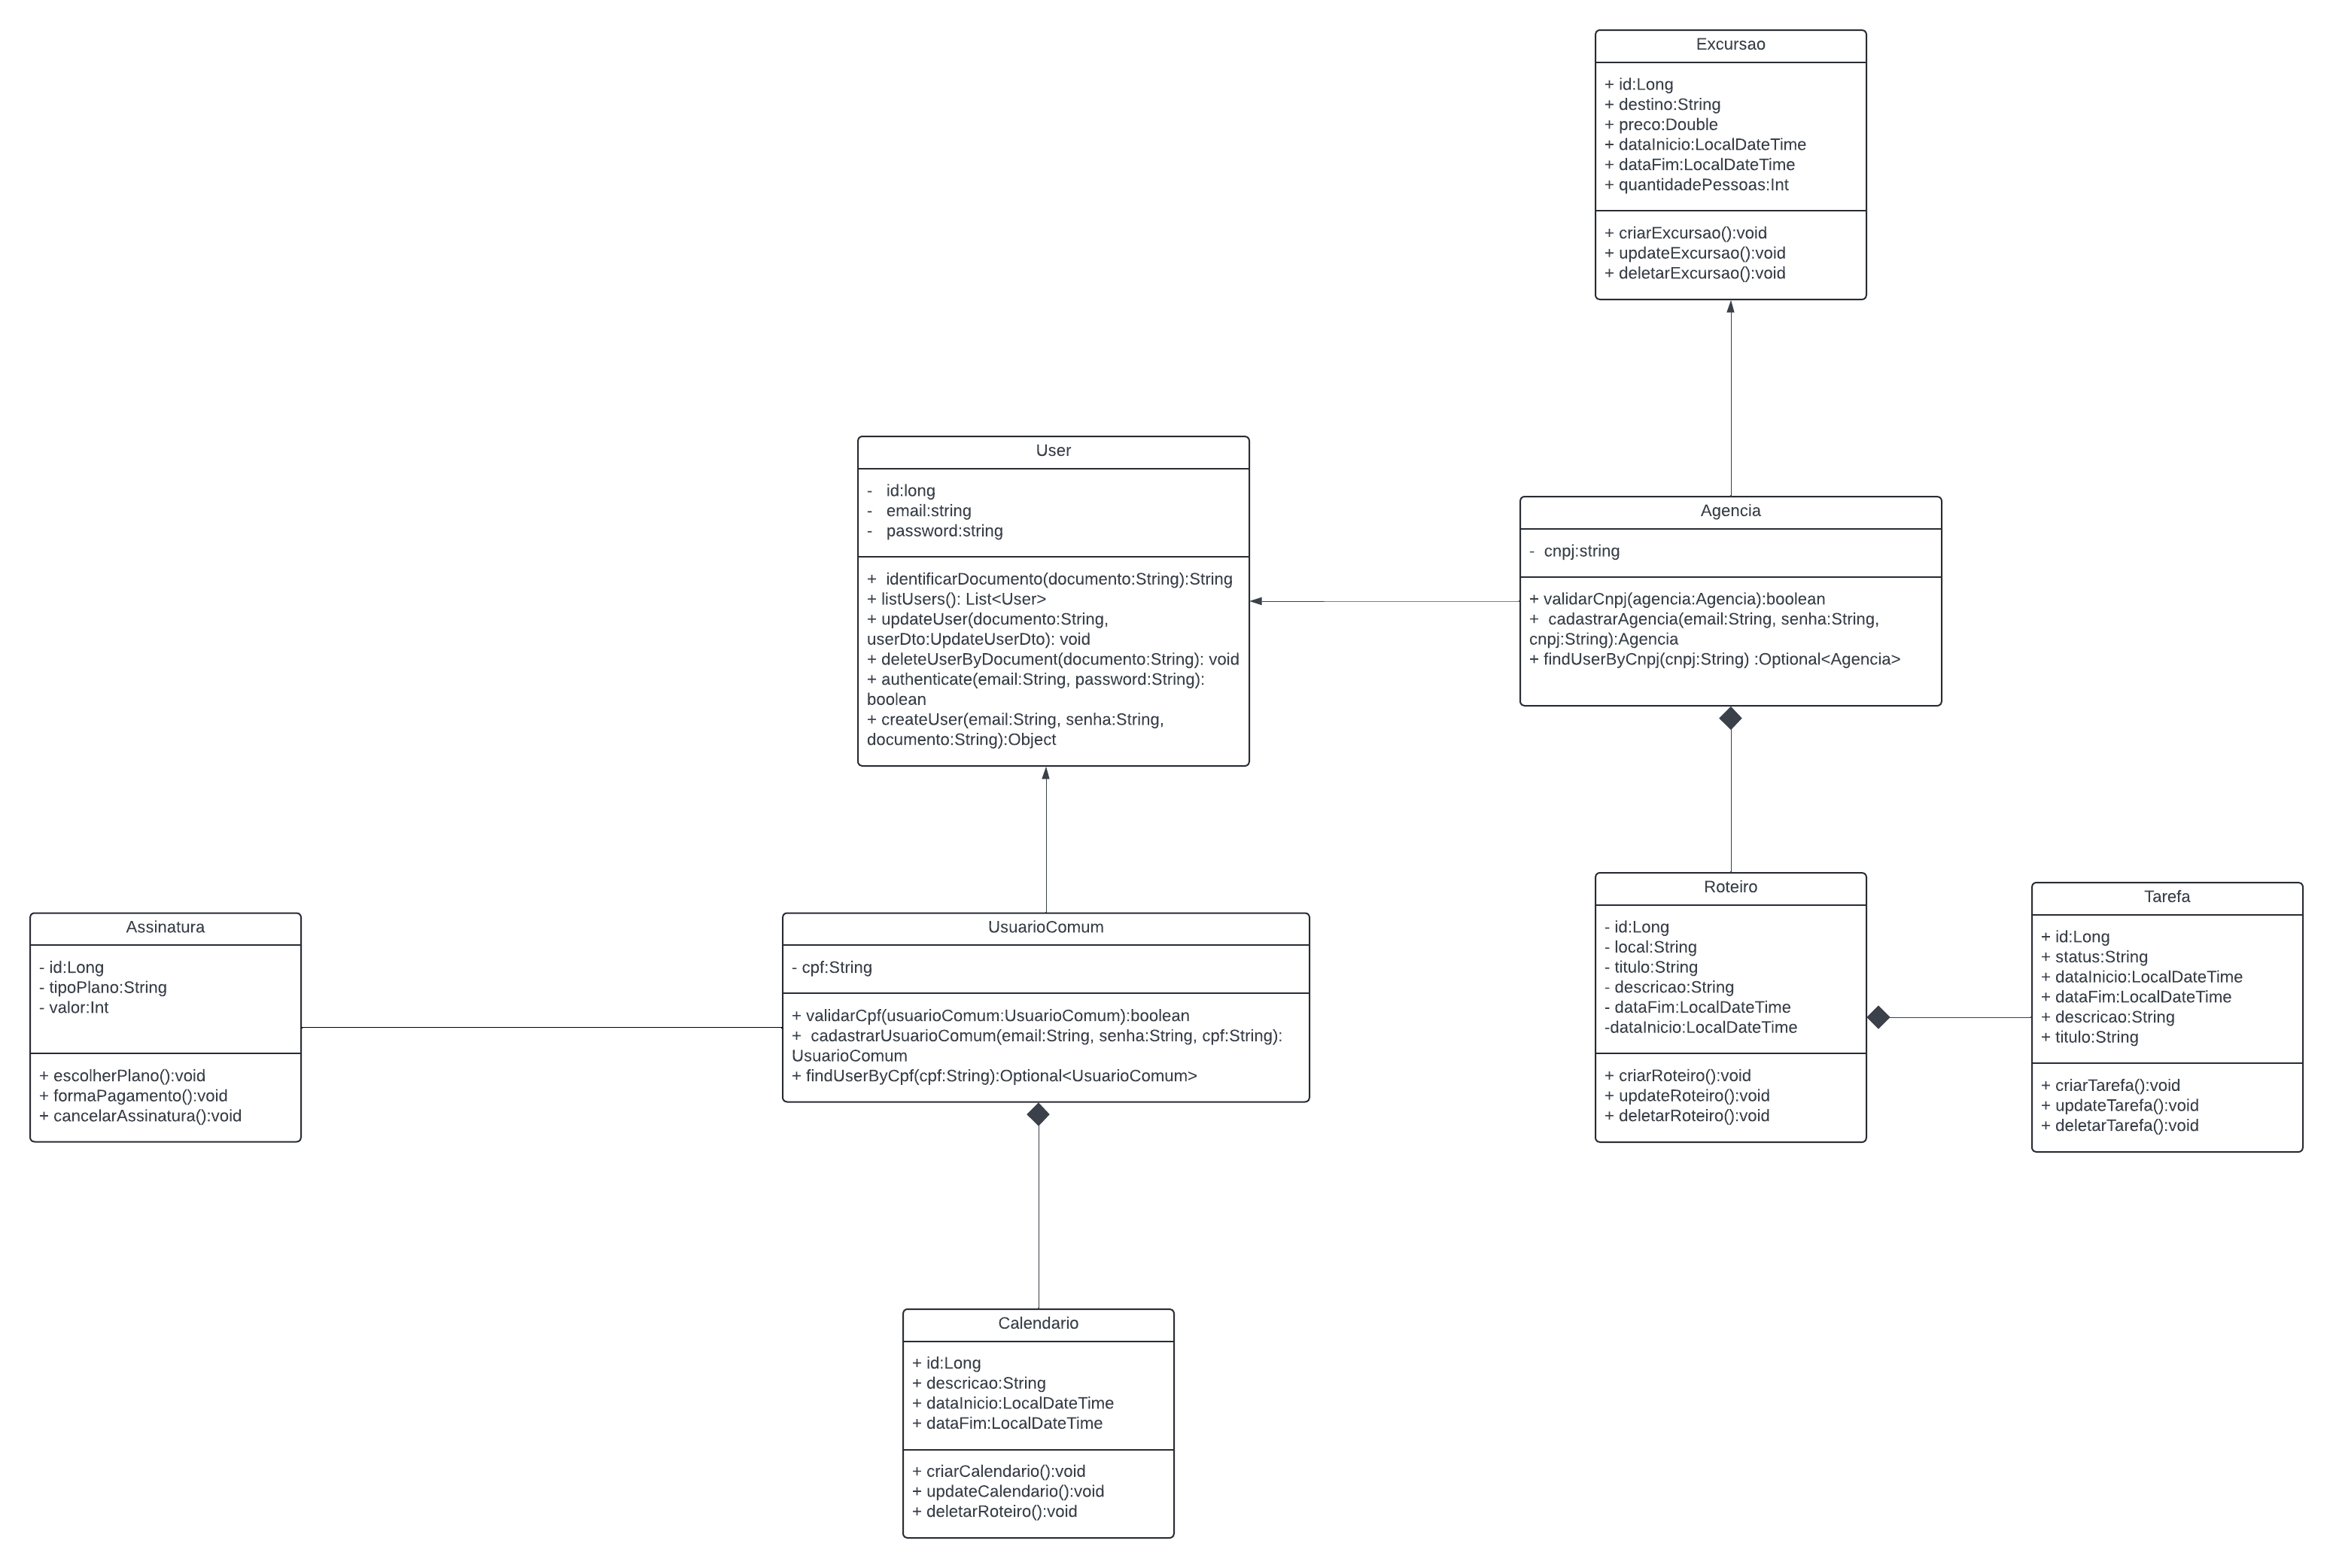 Excursao
+ id:Long
+ destino:String
+ preco:Double
+ dataInicio:LocalDateTime
+ dataFim:LocalDateTime
+ quantidadePessoas:Int
+ criarExcursao():void
+ updateExcursao():void
+ deletarExcursao():void
User
- id:long
- email:string
- password:string
+ identificarDocumento(documento:String):String
+ listUsers(): List<User>
+ updateUser(documento:String,
userDto:UpdateUserDto): void
+ deleteUserByDocument(documento:String): void
+ authenticate(email:String, password:String):
boolean
+ createUser(email:String, senha:String,
documento:String):Object
Agencia
- cnpj:string
+ validarCnpj(agencia:Agencia):boolean
+ cadastrarAgencia(email:String, senha:String,
cnpj:String):Agencia
+ findUserByCnpj(cnpj:String) :Optional<Agencia>
Assinatura
- id:Long
- tipoPlano:String
- valor:Int
+ escolherPlano():void
+ formaPagamento():void
+ cancelarAssinatura():void
UsuarioComum
- cpf:String
+ validarCpf(usuarioComum:UsuarioComum):boolean
+ cadastrarUsuarioComum(email:String, senha:String, cpf:String):
UsuarioComum
+ findUserByCpf(cpf:String):Optional<UsuarioComum>
Roteiro
- id:Long
- local:String
- titulo:String
- descricao:String
- dataFim:LocalDateTime
-dataInicio:LocalDateTime
+ criarRoteiro():void
+ updateRoteiro():void
+ deletarRoteiro():void
Tarefa
+ id:Long
+ status:String
+ dataInicio:LocalDateTime
+ dataFim:LocalDateTime
+ descricao:String
+ titulo:String
+ criarTarefa():void
+ updateTarefa():void
+ deletarTarefa():void
Calendario
+ id:Long
+ descricao:String
+ dataInicio:LocalDateTime
+ dataFim:LocalDateTime
+ criarCalendario():void
+ updateCalendario():void
+ deletarRoteiro():void